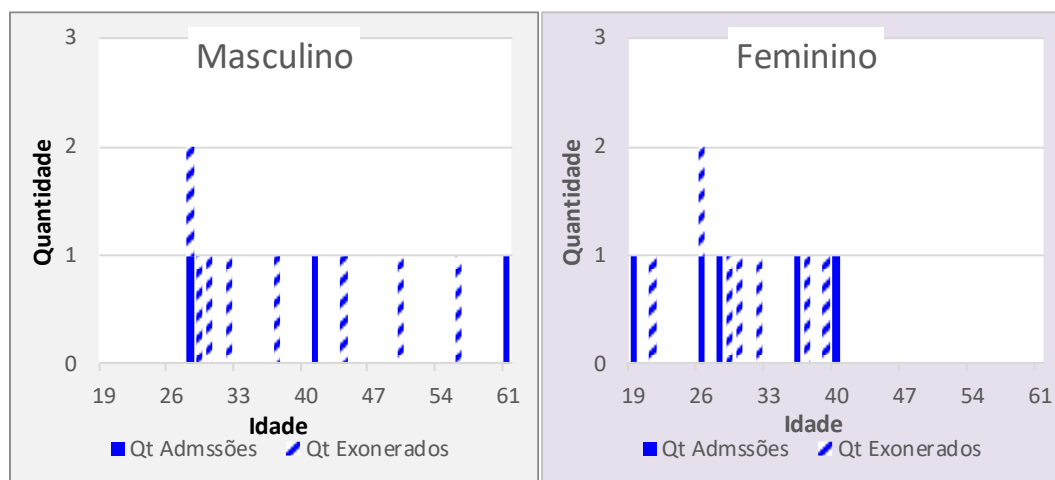 Masculino
Quantidade
3
2
1
0
19 26 33 40 47 54 61
Idade
Qt Admssões Qt Exonerados
Feminino
Quantidade
3
2
1
0
19 26 33 40 47 54 61
Idade
Qt Admssões Qt Exonerados